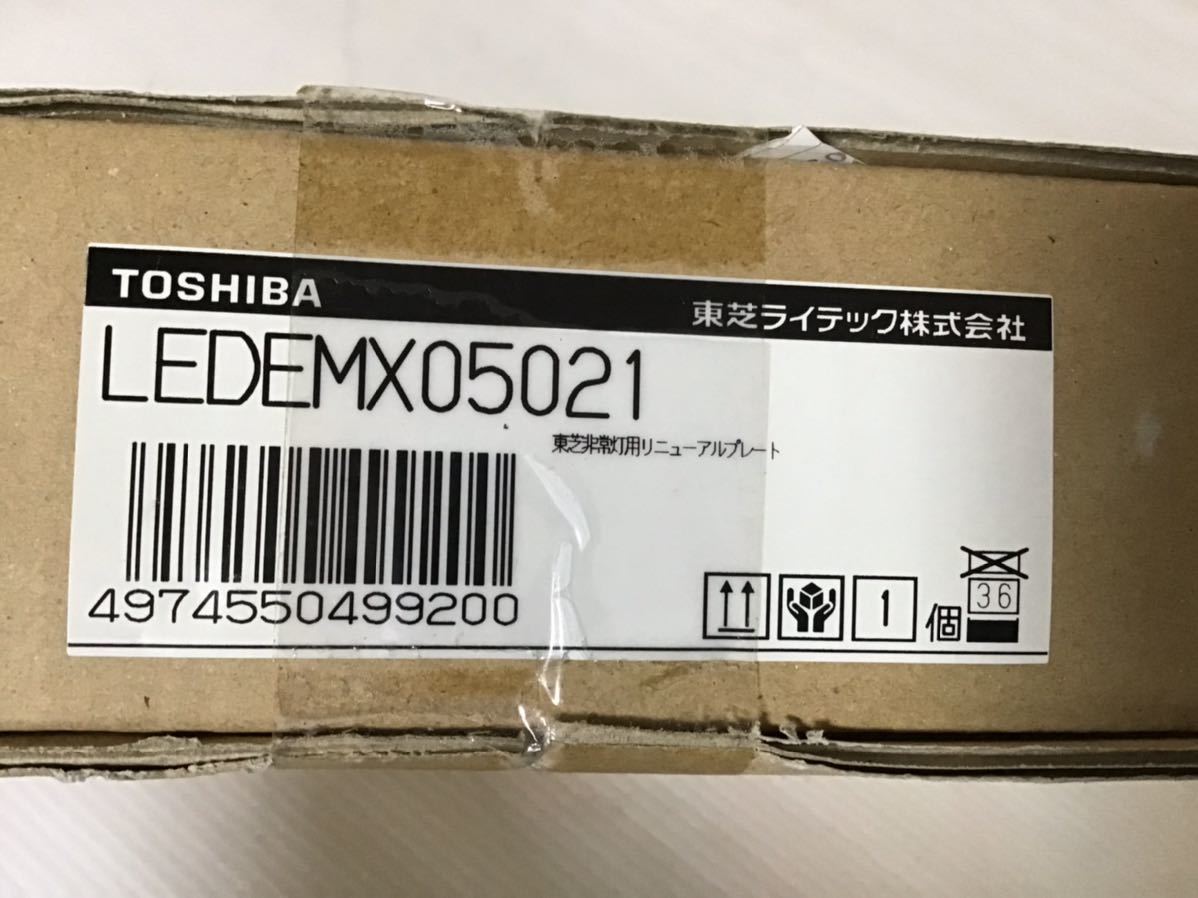 TOSHIBA
東芝ライテック株式会社
LEDEMX05021
東芝非常灯用リニューアルプレート
4974550499200
1 個
36